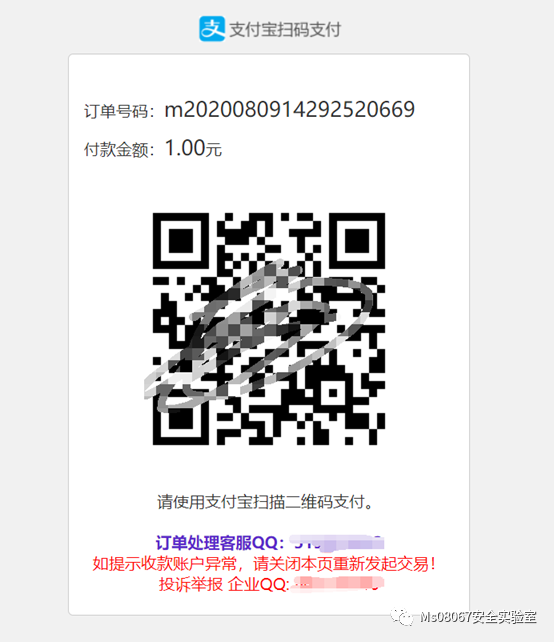 支 支付宝扫码支付
订单号码：m2020080914292520669
付款金额：1.00元
请使用支付宝扫描二维码支付。
订单处理客服QQ：
如提示收款账户异常，请关闭本页重新发起交易！
投诉举报 企业QQ:
Ms08067安全实验室